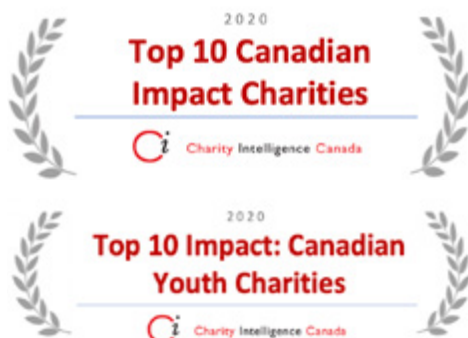 2020
Top 10 Canadian
Impact Charities
Ci Charity Intelligence Canada
2020
Top 10 Impact: Canadian
Youth Charities
Ci Charity Intelligence Canada